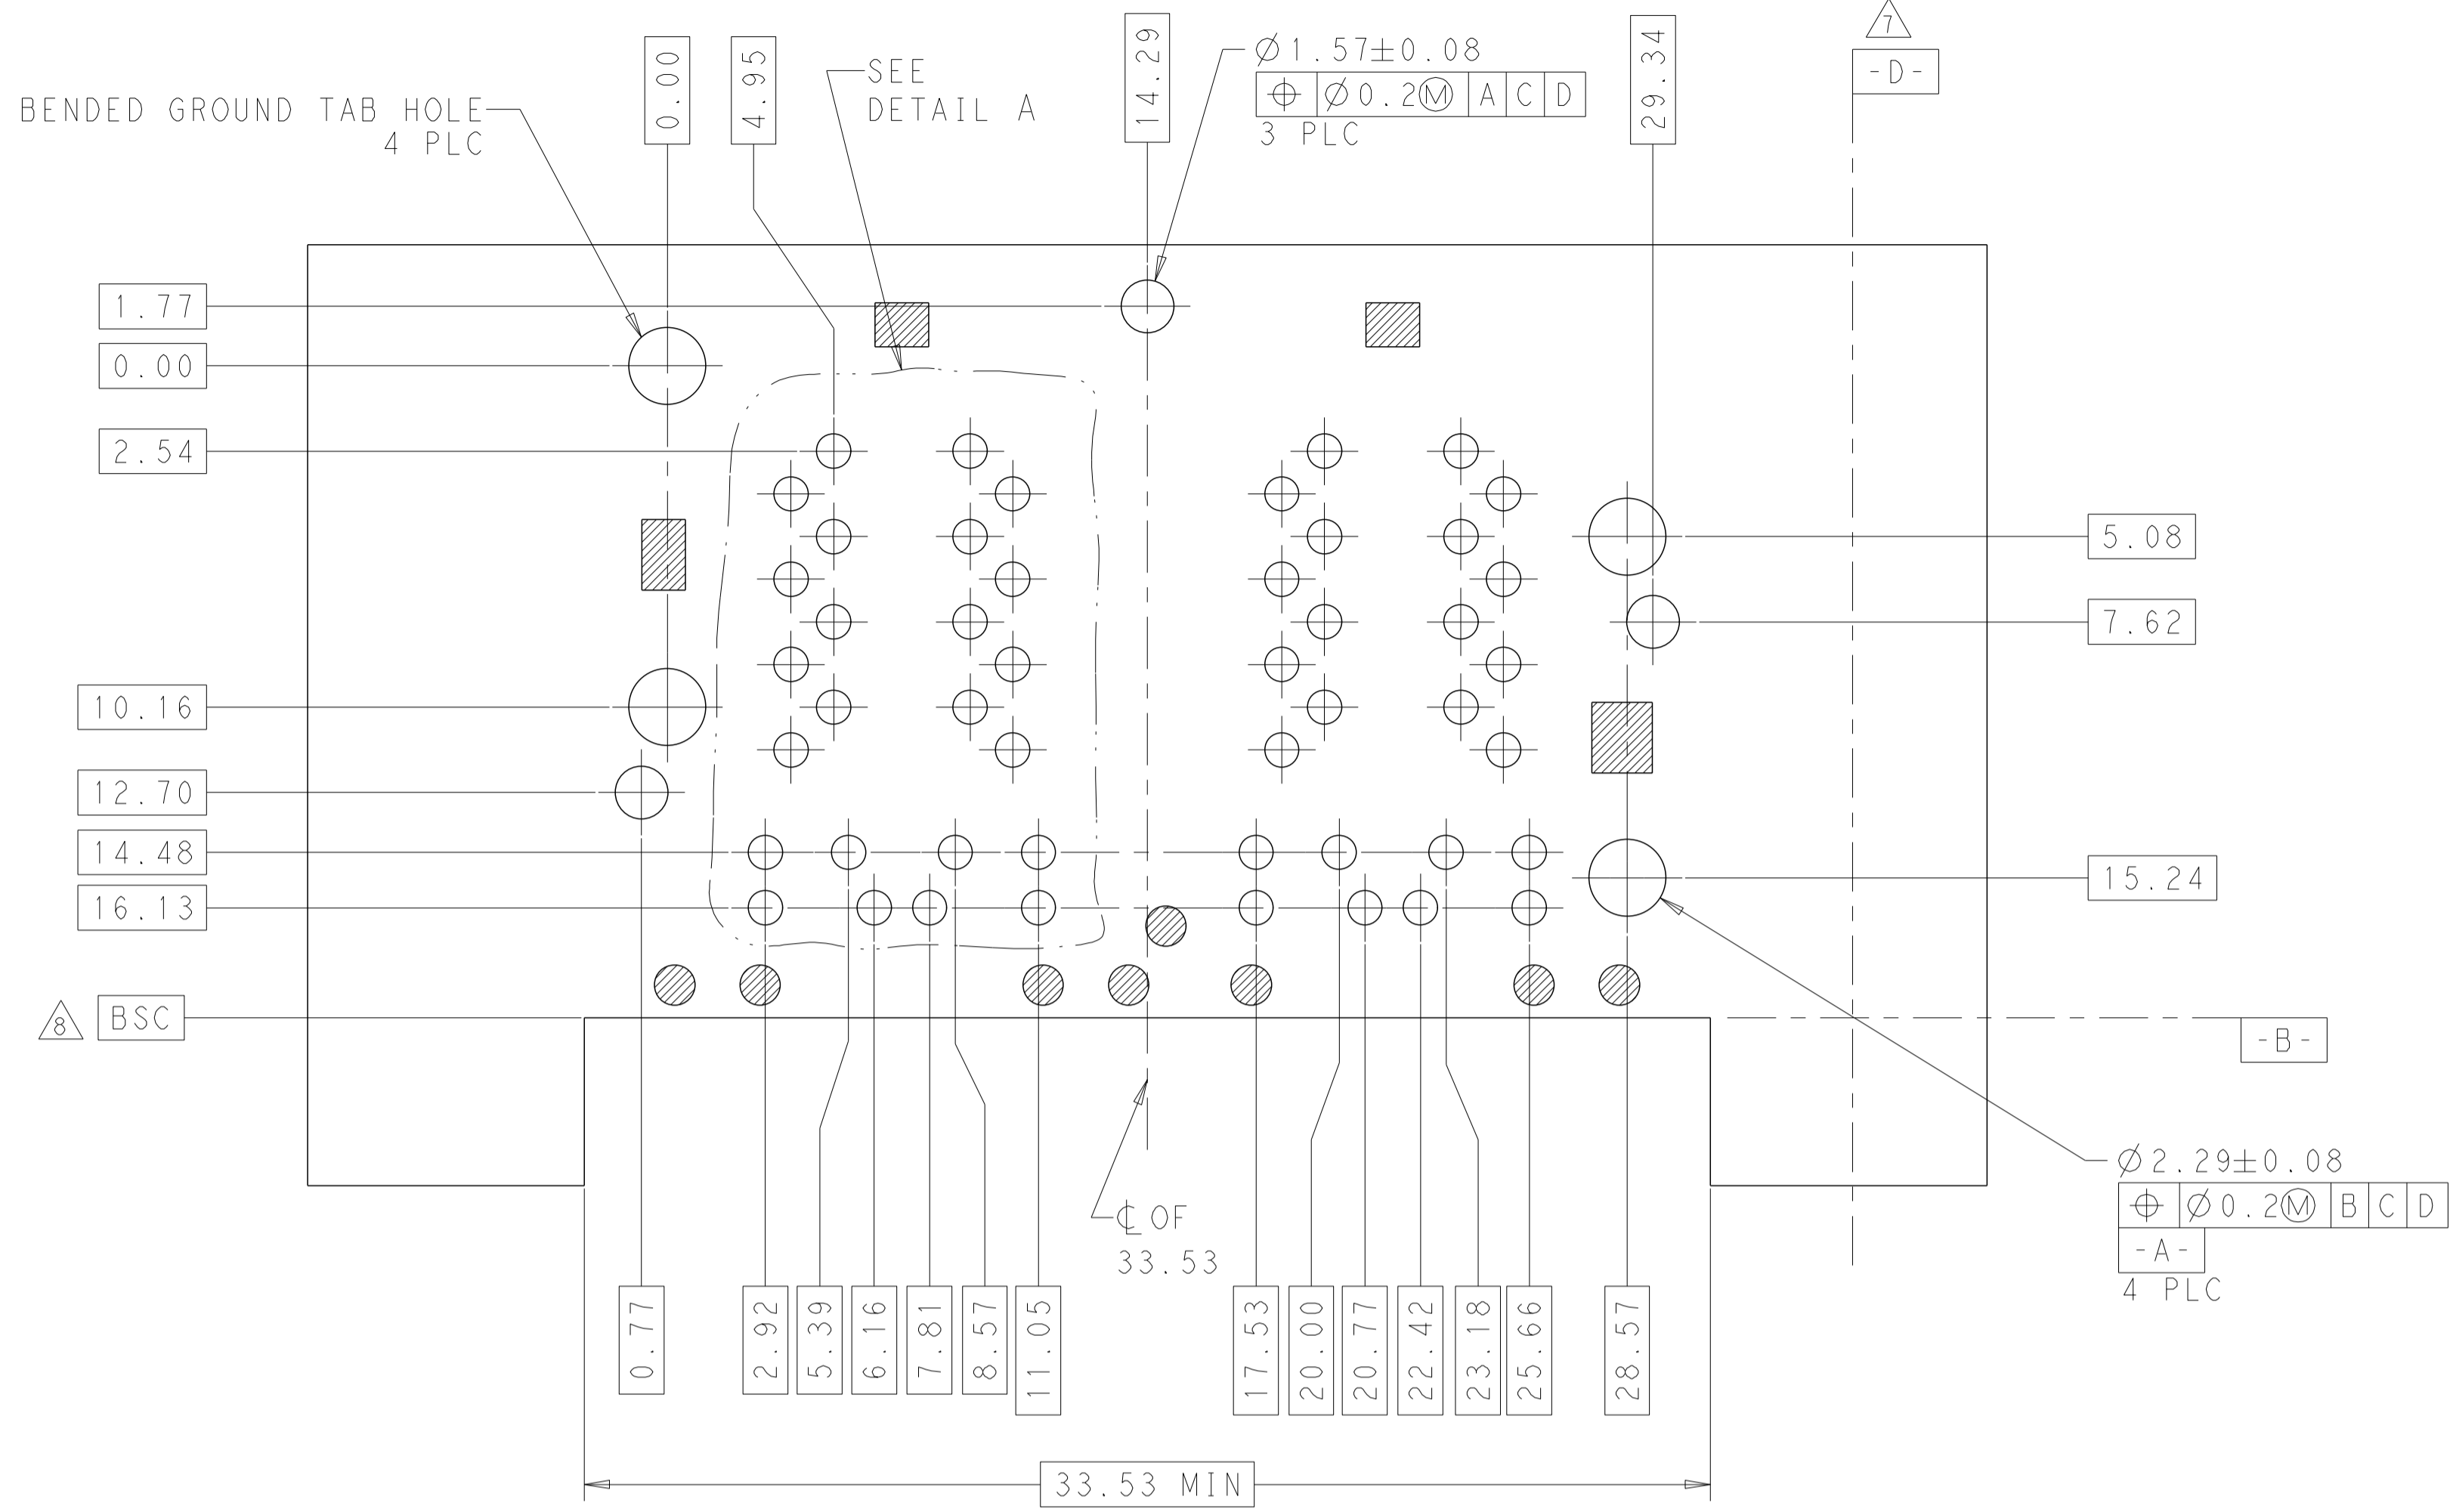 BENDED GROUND TAB HOLE
4 PLC
0.00
4.95
SEE
DETAIL A
14.29
⌀1.57±0.08
⌖ ⌀0.2Ⓜ A C D
3 PLC
29.34
7
-D-
1.77
0.00
2.54
10.16
12.70
14.48
16.13
8 BSC
5.08
7.62
15.24
-B-
⌀2.29±0.08
⌖ ⌀0.2Ⓜ B C D
-A-
4 PLC
℄ OF
33.53
0.77
2.92
5.39
6.16
7.81
8.57
11.05
17.53
20.00
20.77
22.42
23.18
25.66
28.57
33.53 MIN